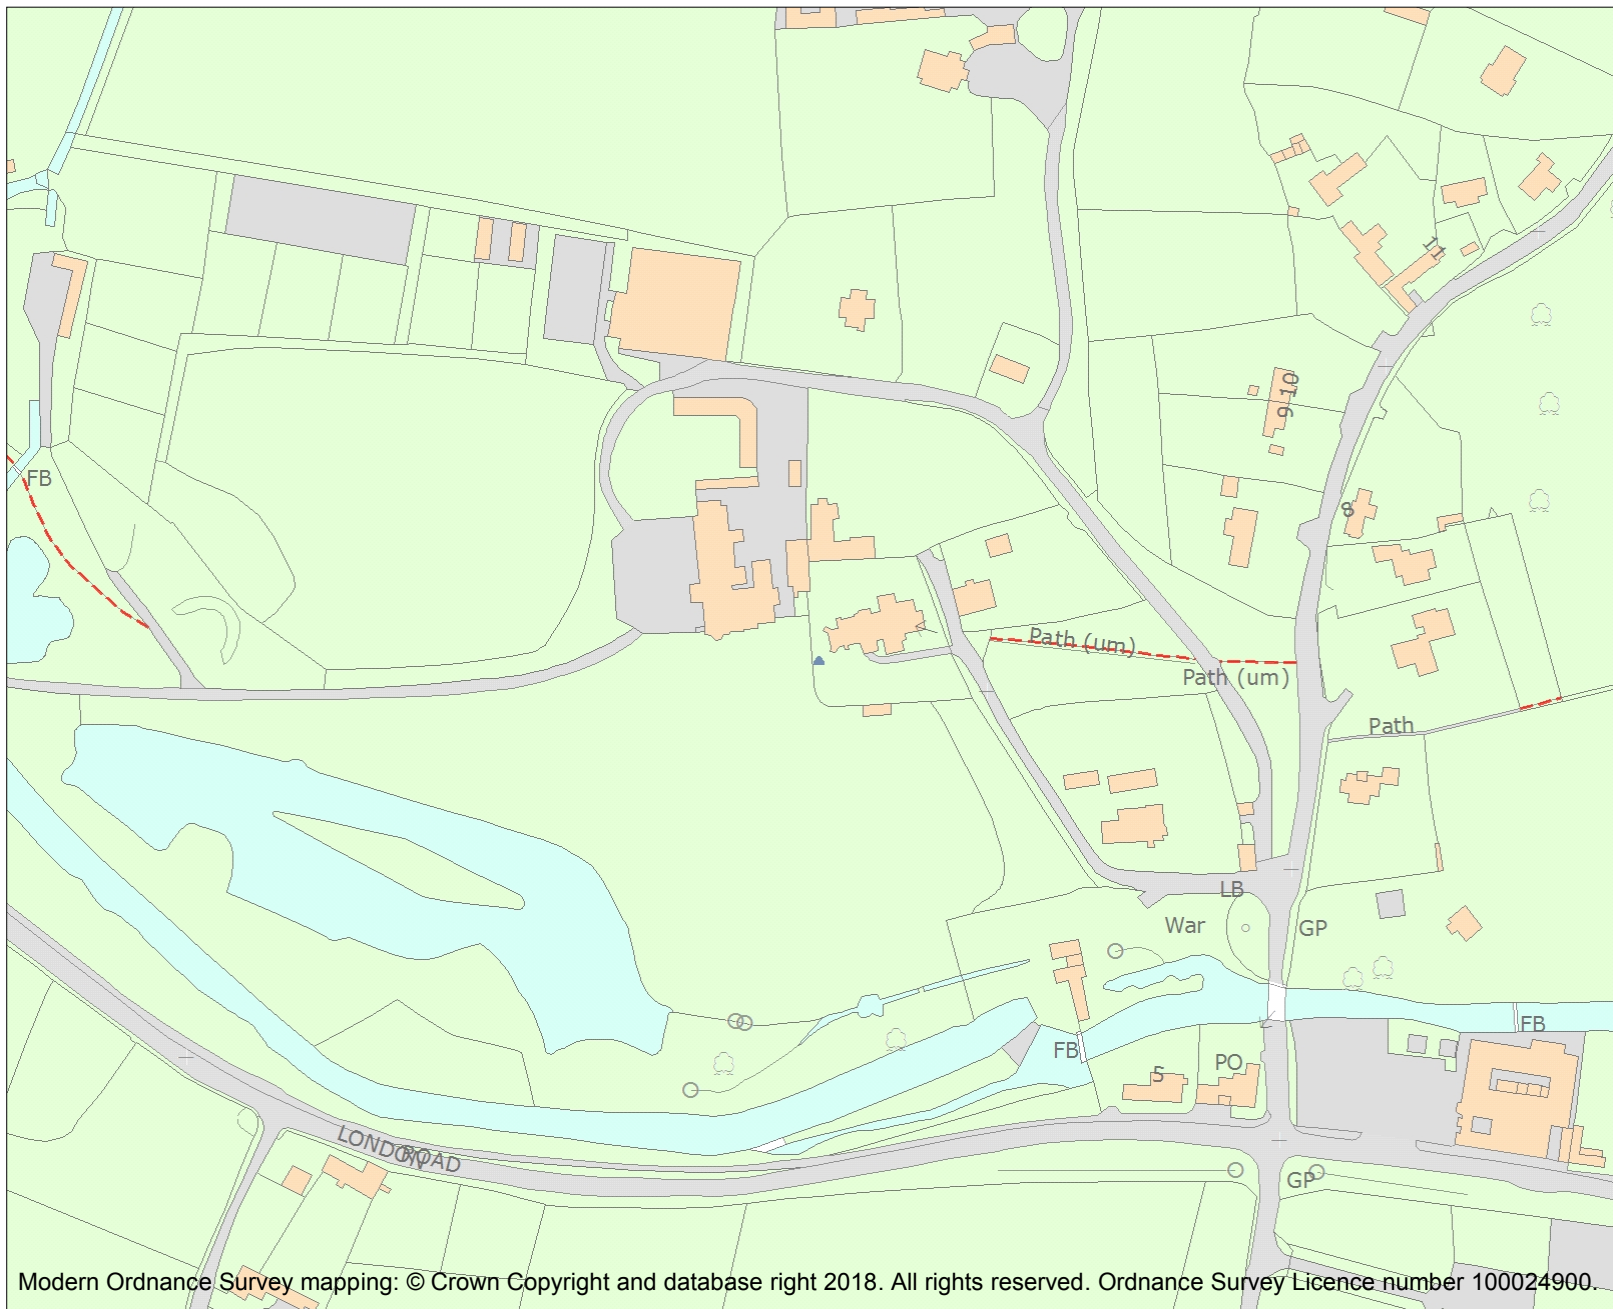 11
9 10
FB
8
Path (um)
Path (um)
Path
LB
War
GP
FB
FB
PO
5
LONDON
ROAD
GP
Modern Ordnance Survey mapping: © Crown Copyright and database right 2018. All rights reserved. Ordnance Survey Licence number 100024900.